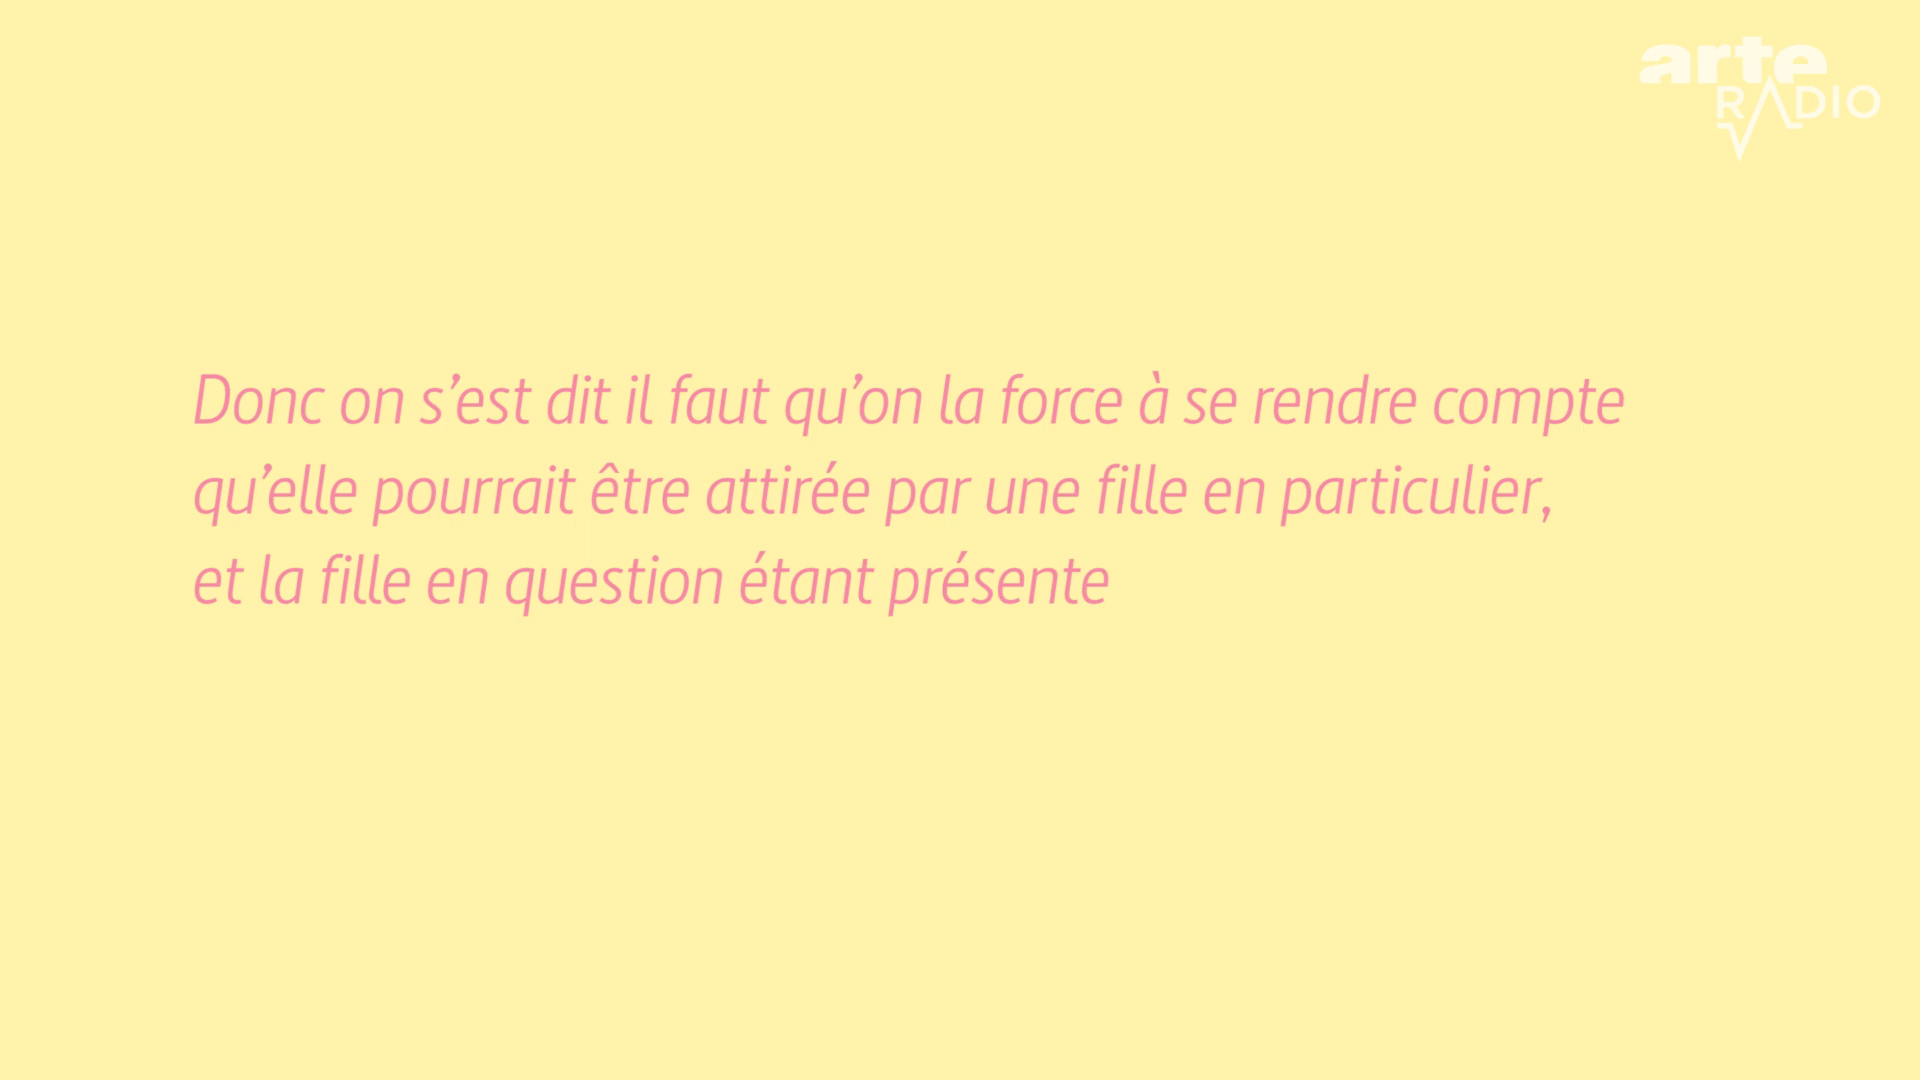 arte
RADIO
Donc on s’est dit il faut qu’on la force à se rendre compte
qu’elle pourrait être attirée par une fille en particulier,
et la fille en question étant présente